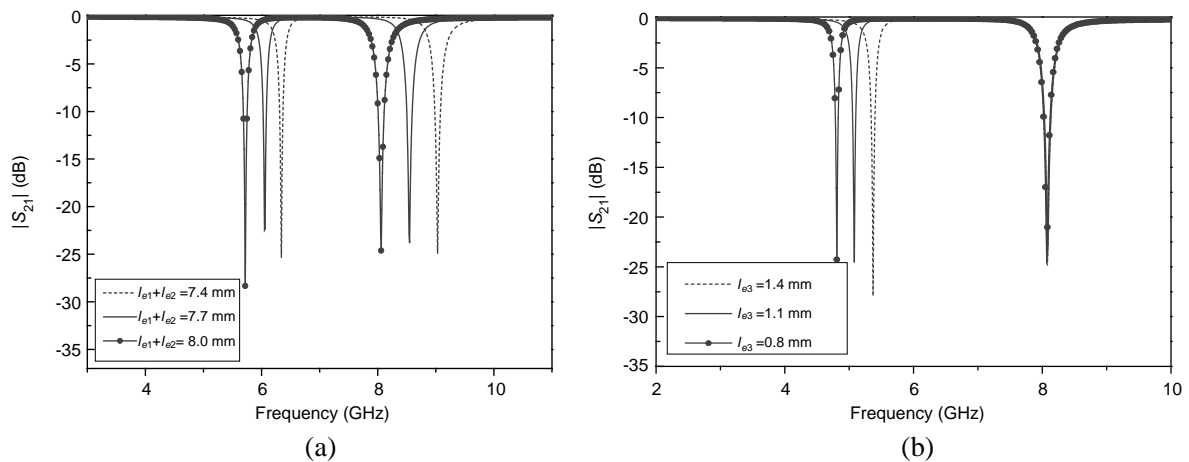 0
-5
-10
-15
-20
-25
-30
-35
|S21| (dB)
le1+le2 =7.4 mm
le1+le2 =7.7 mm
le1+le2= 8.0 mm
4 6 8 10
Frequency (GHz)
(a)
0
-5
-10
-15
-20
-25
-30
-35
|S21| (dB)
le3 =1.4 mm
le3 =1.1 mm
le3 =0.8 mm
2 4 6 8 10
Frequency (GHz)
(b)